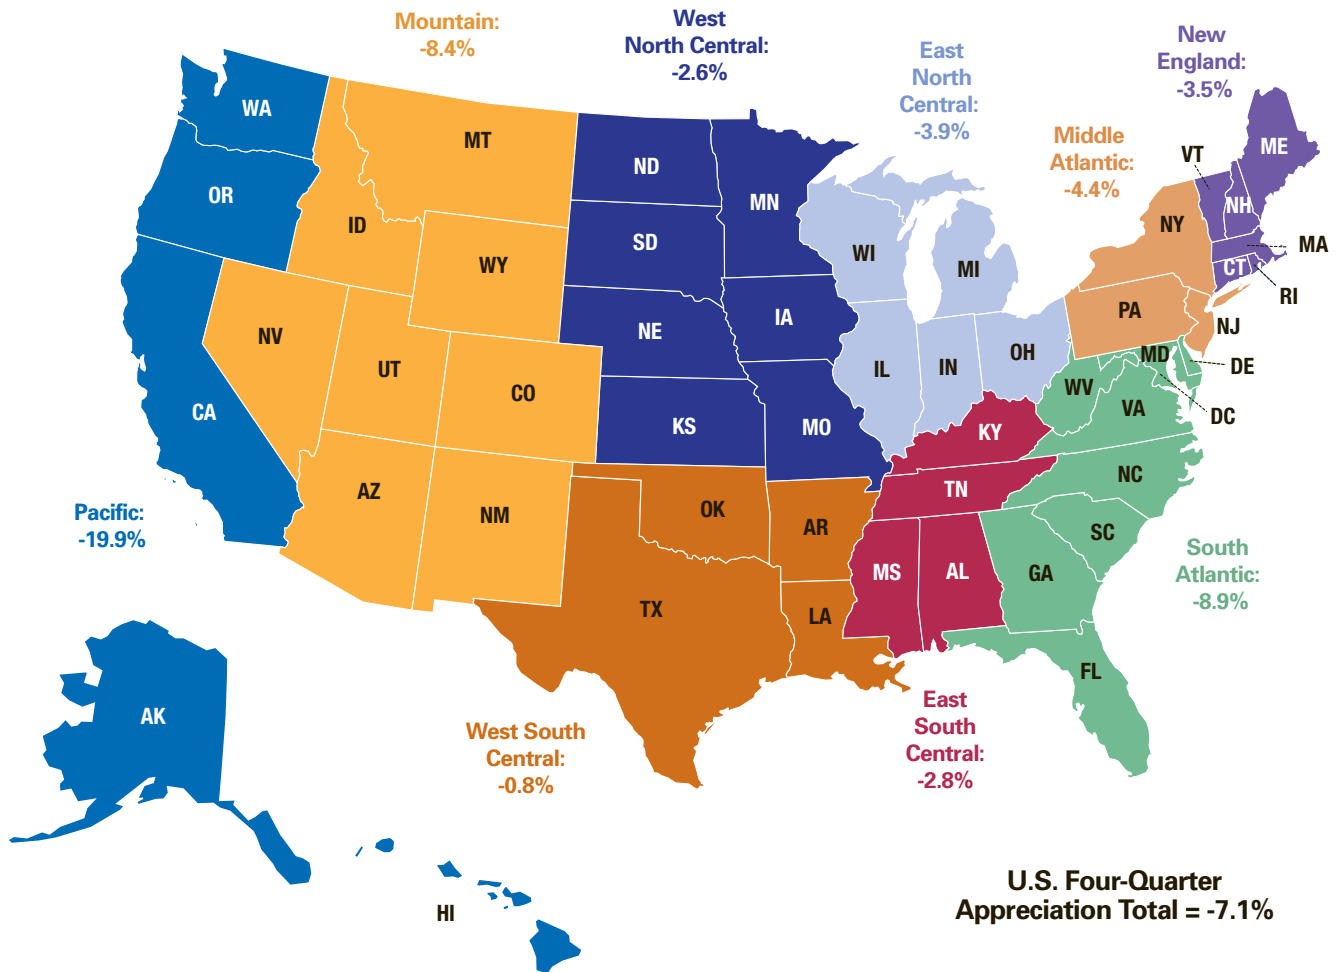 Mountain:
-8.4%
West
North Central:
-2.6%
East
North
Central:
-3.9%
New
England:
-3.5%
Middle
Atlantic:
-4.4%
WA
OR
CA
MT
ID
WY
NV
UT
CO
AZ
NM
ND
SD
NE
KS
MN
IA
MO
WI
MI
IL
IN
OH
NY
PA
NJ
VT
NH
ME
MA
CT
RI
MD
DE
DC
WV
VA
NC
SC
GA
FL
KY
TN
MS
AL
OK
AR
TX
LA
AK
HI
Pacific:
-19.9%
South
Atlantic:
-8.9%
West South
Central:
-0.8%
East
South
Central:
-2.8%
U.S. Four-Quarter
Appreciation Total = -7.1%